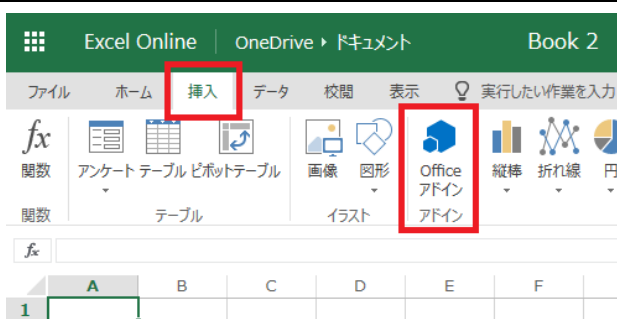 Excel Online OneDrive ▸ ドキュメント Book 2
ファイル ホーム 挿入 データ 校閲 表示 実行したい作業を入力
fx
関数 アンケート テーブル ピボットテーブル 画像 図形 Office アドイン 縦棒 折れ線 円
関数 テーブル イラスト アドイン
fx
A B C D E F
1